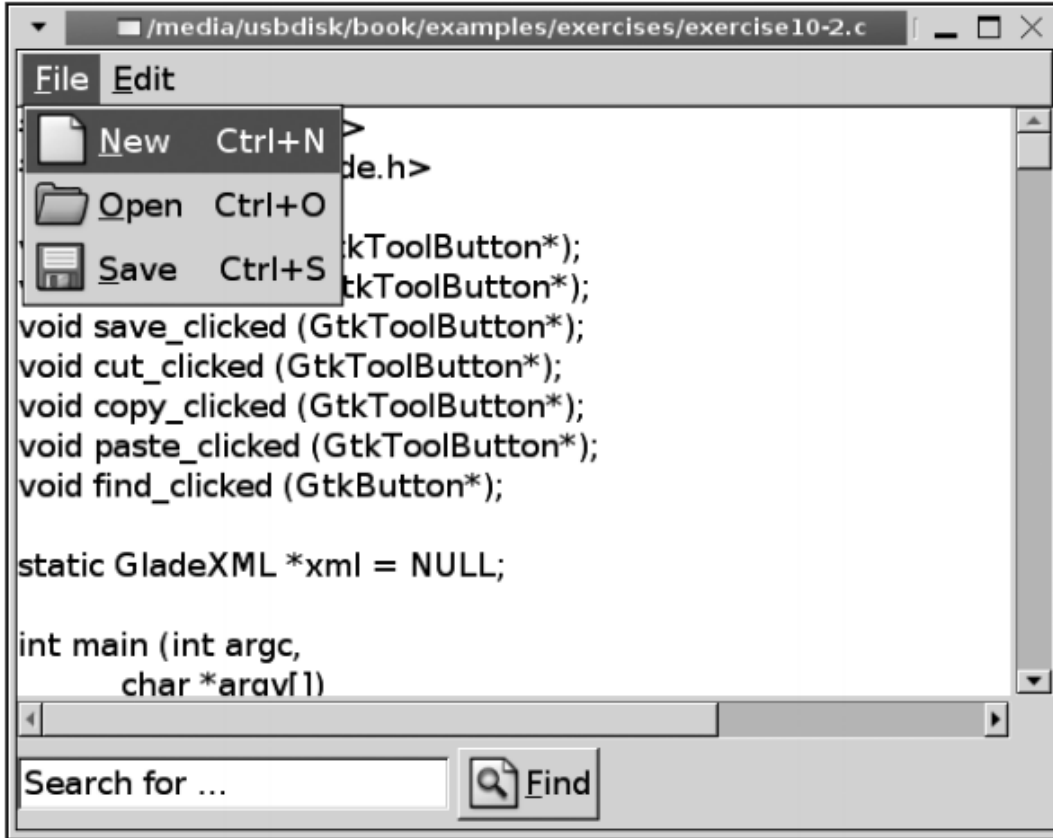 /media/usbdisk/book/examples/exercises/exercise10-2.c
File Edit
New Ctrl+N
Open Ctrl+O
Save Ctrl+S
>
de.h>
kToolButton*);
tkToolButton*);
void save_clicked (GtkToolButton*);
void cut_clicked (GtkToolButton*);
void copy_clicked (GtkToolButton*);
void paste_clicked (GtkToolButton*);
void find_clicked (GtkButton*);
static GladeXML *xml = NULL;
int main (int argc,
char *argv[])
Search for ...
Find